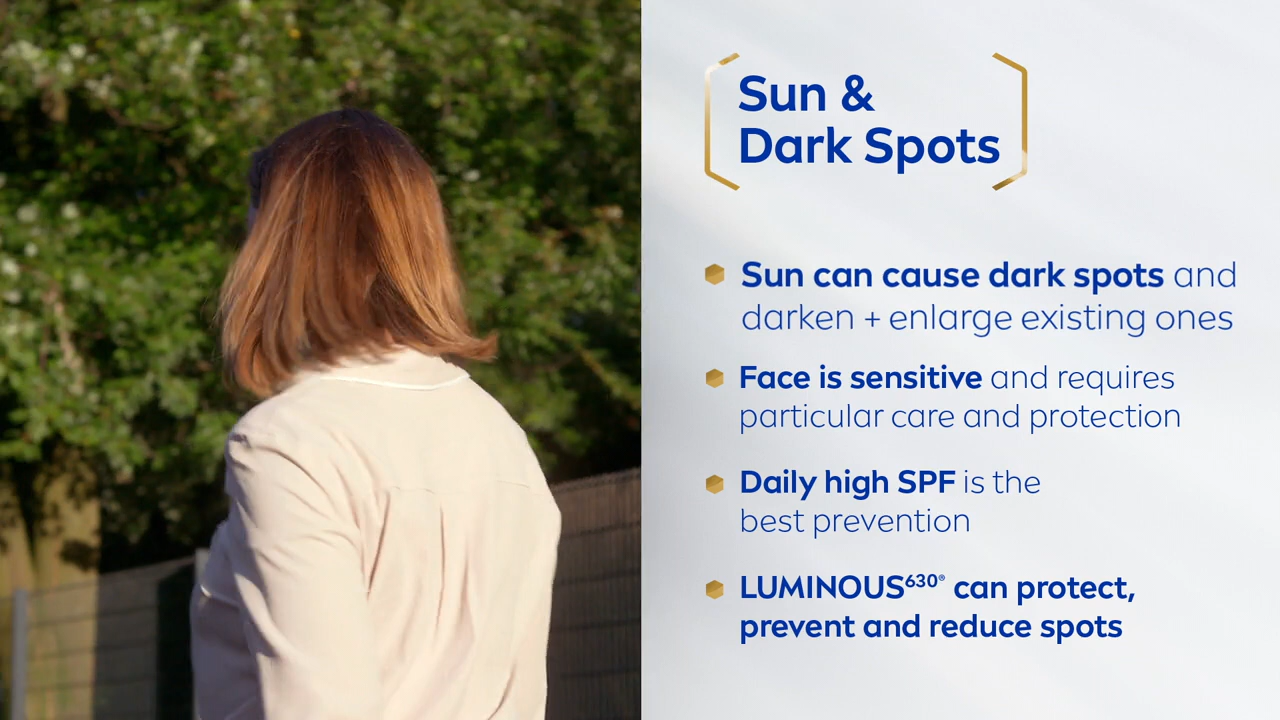 Sun &
Dark Spots
Sun can cause dark spots and
darken + enlarge existing ones
Face is sensitive and requires
particular care and protection
Daily high SPF is the
best prevention
LUMINOUS630® can protect,
prevent and reduce spots